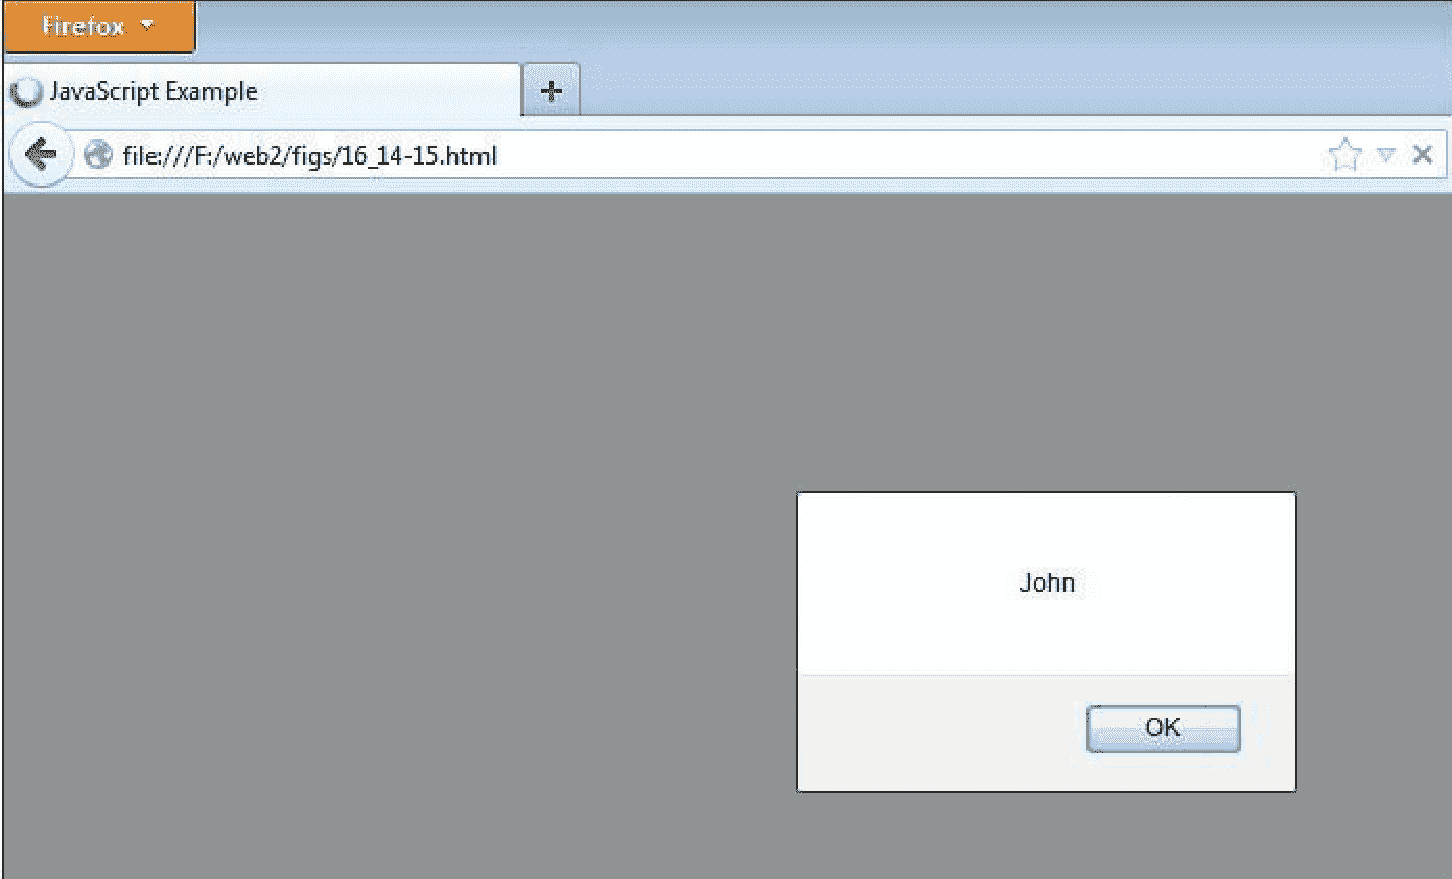 Firefox
JavaScript Example
file:///F:/web2/figs/16_14-15.html
John
OK